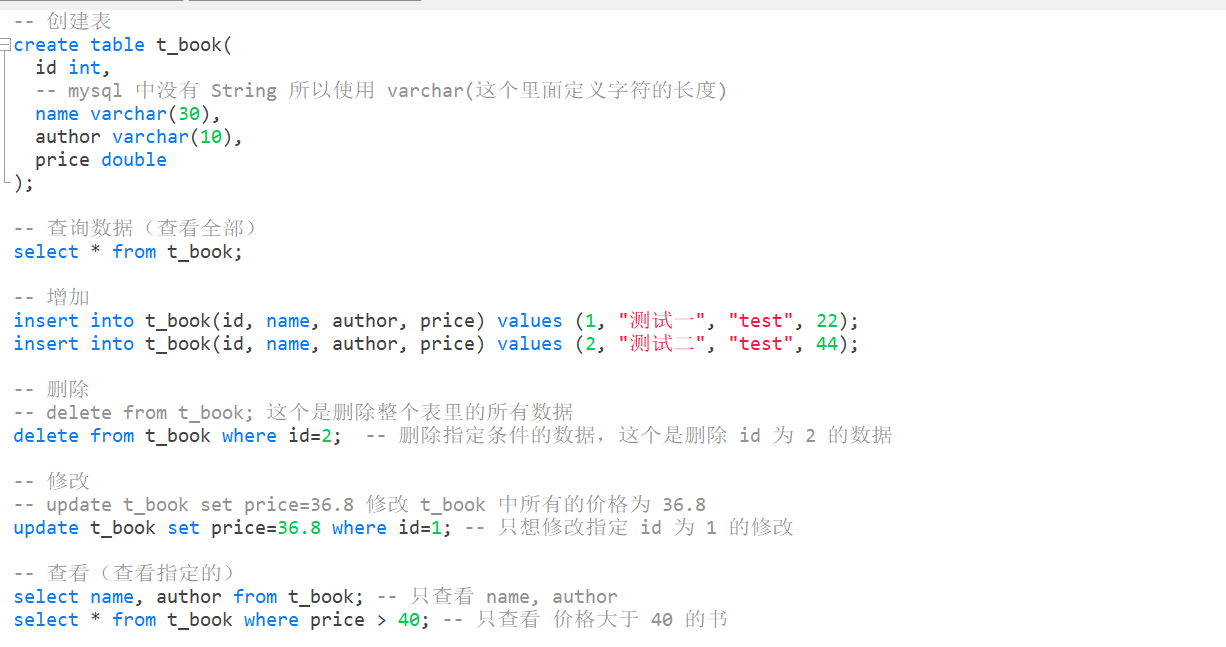 -- 创建表
create table t_book(
id int,
-- mysql 中没有 String 所以使用 varchar(这个里面定义字符的长度)
name varchar(30),
author varchar(10),
price double
);
-- 查询数据（查看全部）
select * from t_book;
-- 增加
insert into t_book(id, name, author, price) values (1, "测试一", "test", 22);
insert into t_book(id, name, author, price) values (2, "测试二", "test", 44);
-- 删除
-- delete from t_book; 这个是删除整个表里的所有数据
delete from t_book where id=2;  -- 删除指定条件的数据，这个是删除 id 为 2 的数据
-- 修改
-- update t_book set price=36.8 修改 t_book 中所有的价格为 36.8
update t_book set price=36.8 where id=1; -- 只想修改指定 id 为 1 的修改
-- 查看（查看指定的）
select name, author from t_book; -- 只查看 name, author
select * from t_book where price > 40; -- 只查看 价格大于 40 的书